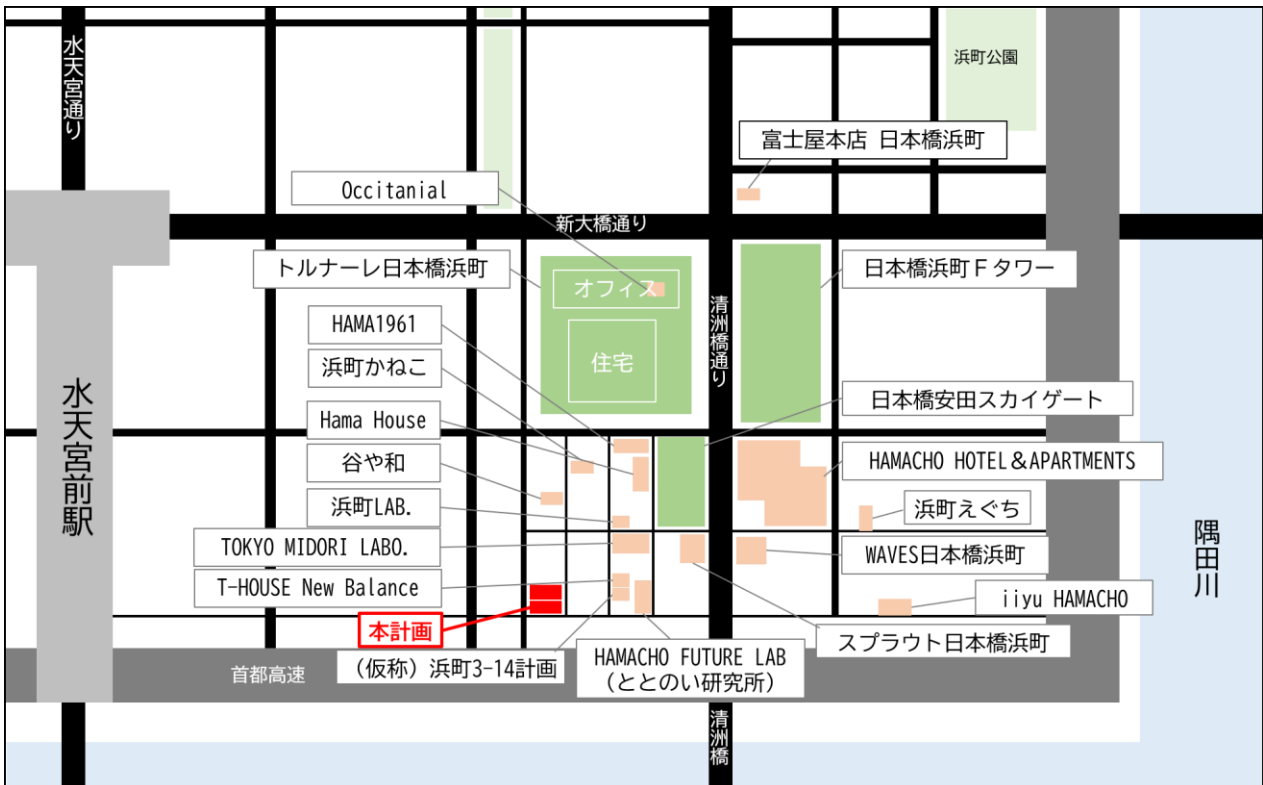 水天宮通り
浜町公園
富士屋本店 日本橋浜町
Occitanial
新大橋通り
トルナーレ日本橋浜町
オフィス
日本橋浜町Fタワー
清洲橋通り
HAMA1961
住宅
浜町かねこ
水天宮前駅
日本橋安田スカイゲート
Hama House
谷や和
HAMACHO HOTEL&APARTMENTS
浜町LAB.
浜町えぐち
隅田川
TOKYO MIDORI LABO.
WAVES日本橋浜町
T-HOUSE New Balance
iiyu HAMACHO
本計画
スプラウト日本橋浜町
首都高速
(仮称)浜町3-14計画
HAMACHO FUTURE LAB
(ととのい研究所)
清洲橋